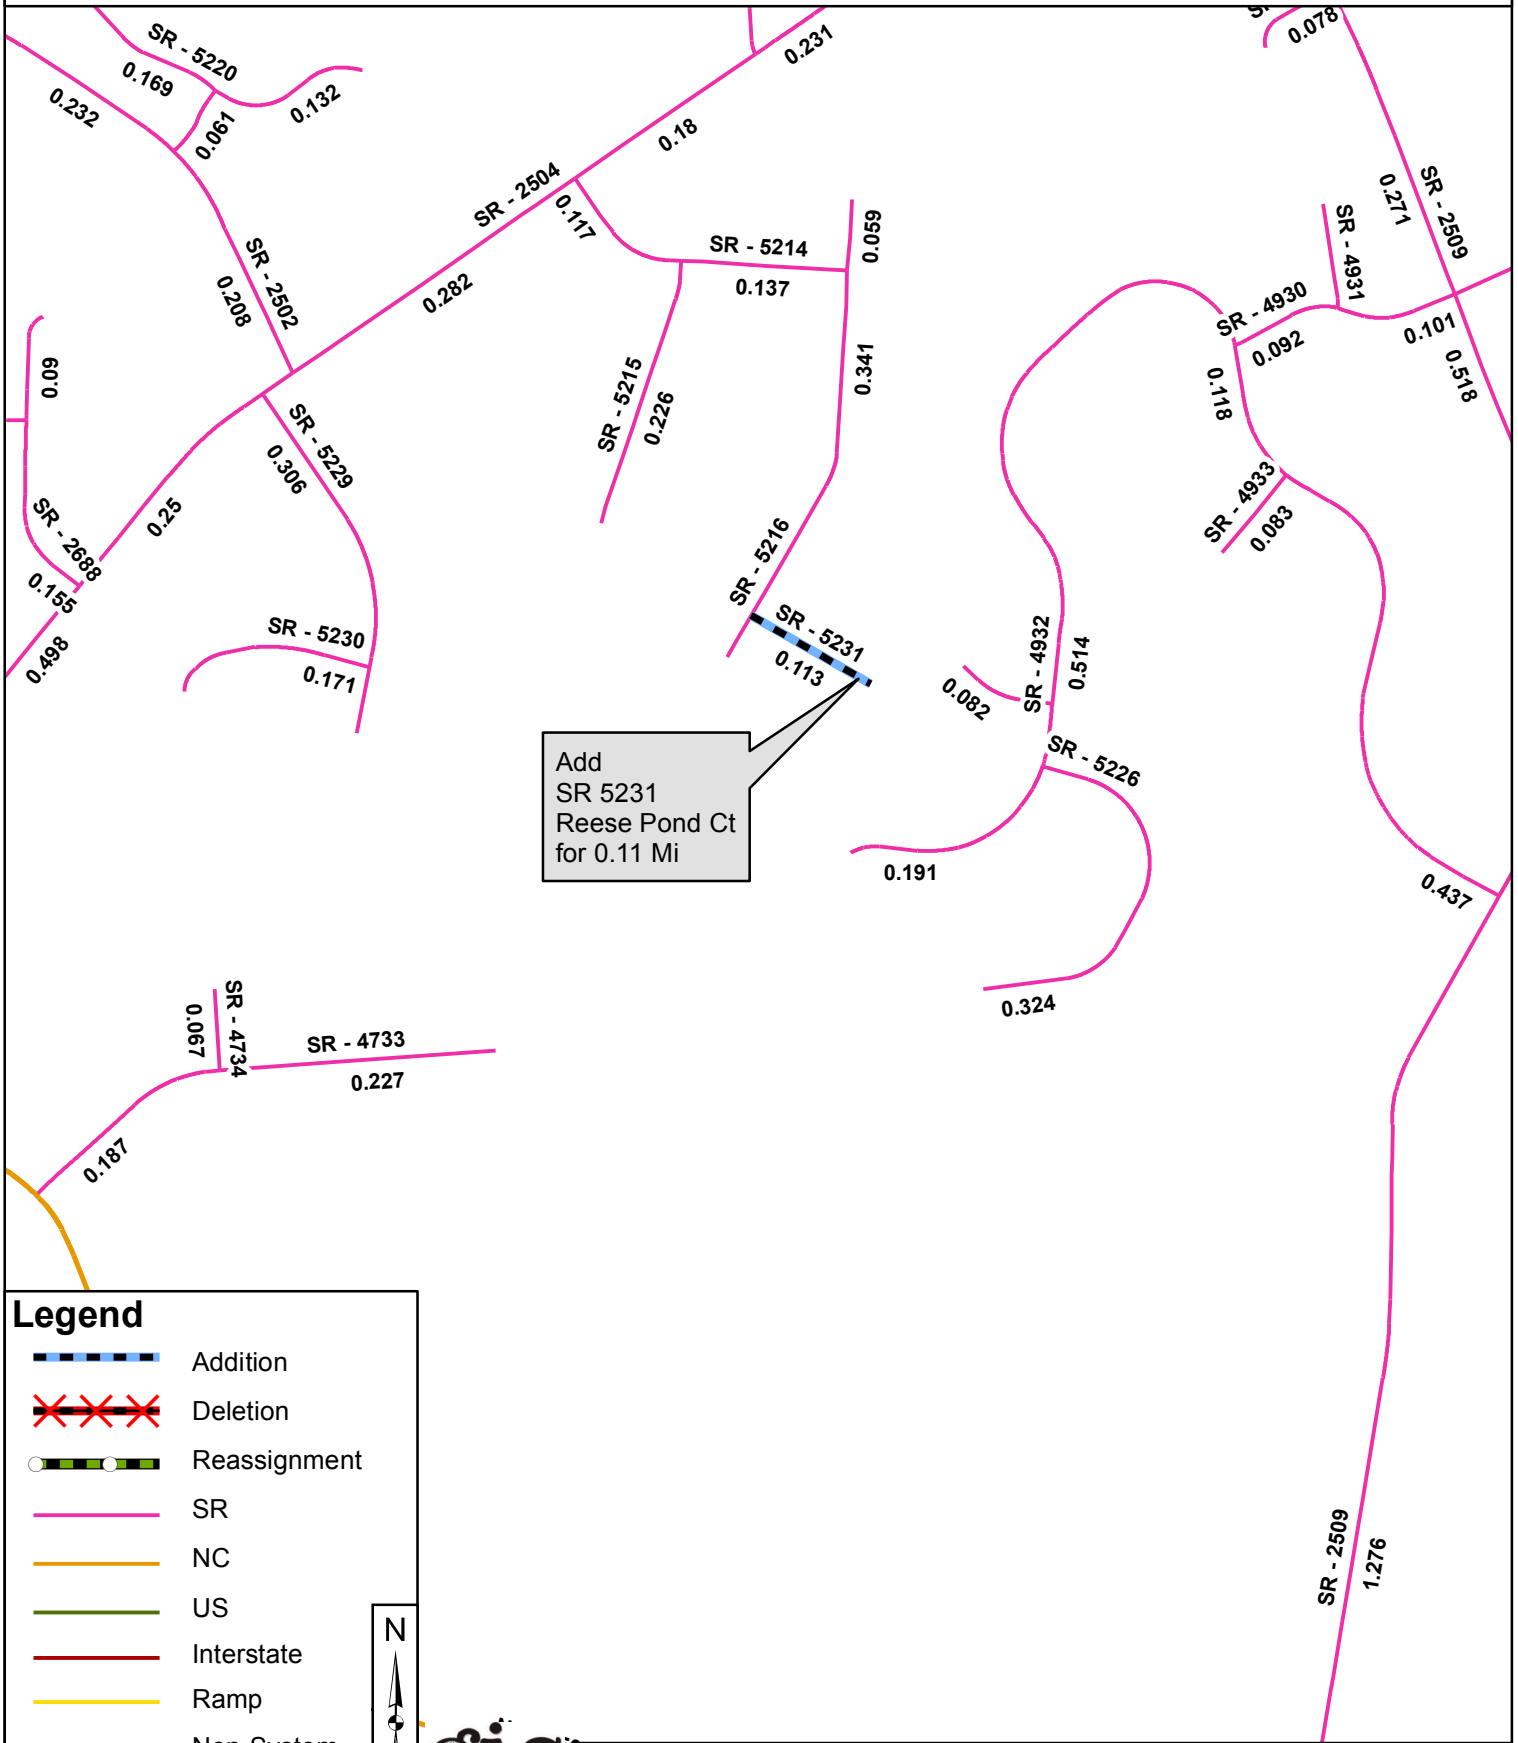 SR - 5220
0.169
0.232
0.061
0.132
0.231
0.078
0.18
SR - 2504
0.117
SR - 5214
0.137
0.059
0.271
SR - 2509
SR - 4931
SR - 4930
0.092
0.101
0.518
SR - 2502
0.208
0.282
0.09
0.341
SR - 5215
0.226
0.118
SR - 5229
0.306
0.25
SR - 4933
0.083
SR - 2688
0.155
0.498
SR - 5216
SR - 5231
0.113
SR - 5230
0.171
SR - 4932
0.514
0.082
SR - 5226
Add
SR 5231
Reese Pond Ct
for 0.11 Mi
0.191
0.437
0.324
SR - 4734
0.067
SR - 4733
0.227
0.187
SR - 2509
1.276
Legend
Addition
Deletion
Reassignment
SR
NC
US
Interstate
Ramp
Non System
N